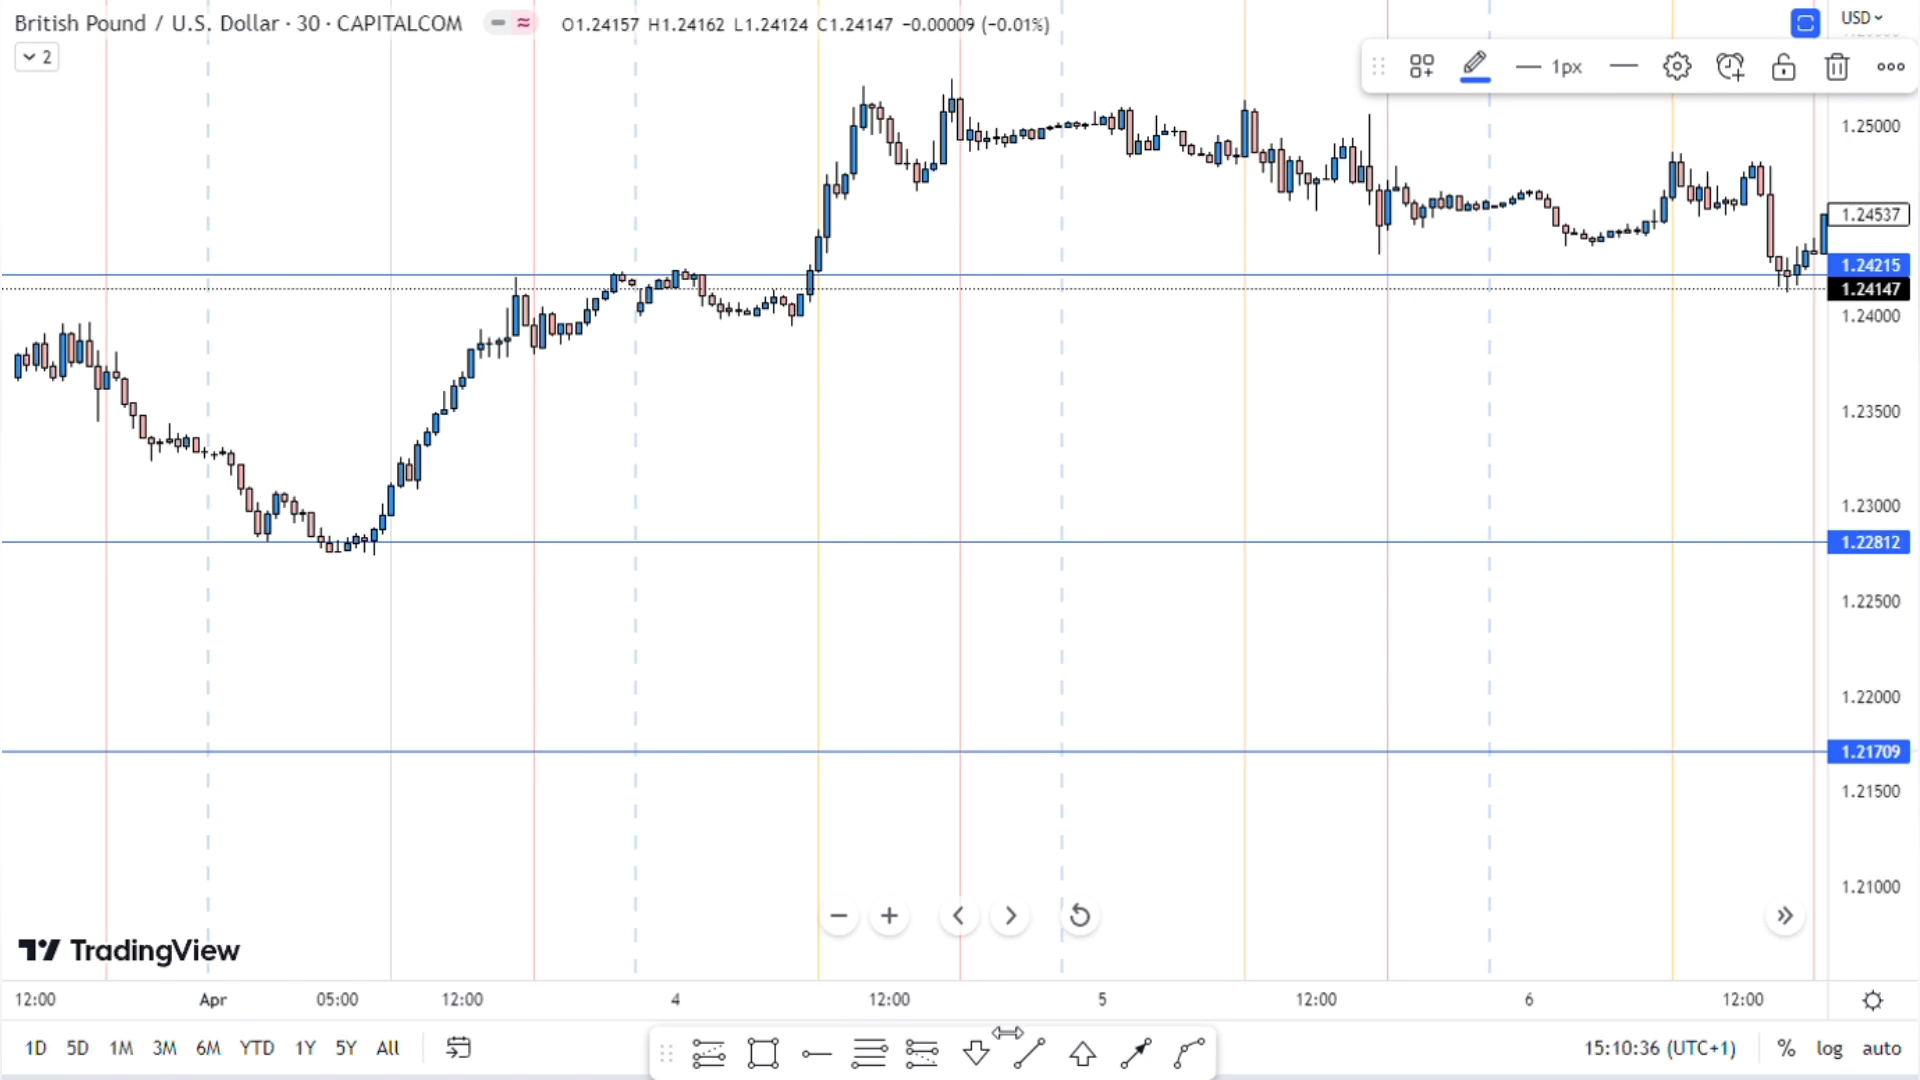 British Pound / U.S. Dollar · 30 · CAPITALCOM O1.24157 H1.24162 L1.24124 C1.24147 −0.00009 (−0.01%) USD
2
1px
1.25000
1.24537
1.24215
1.24147
1.24000
1.23500
1.23000
1.22812
1.22500
1.22000
1.21709
1.21500
1.21000
TradingView
12:00 Apr 05:00 12:00 4 12:00 5 12:00 6 12:00
1D 5D 1M 3M 6M YTD 1Y 5Y All 15:10:36 (UTC+1) % log auto